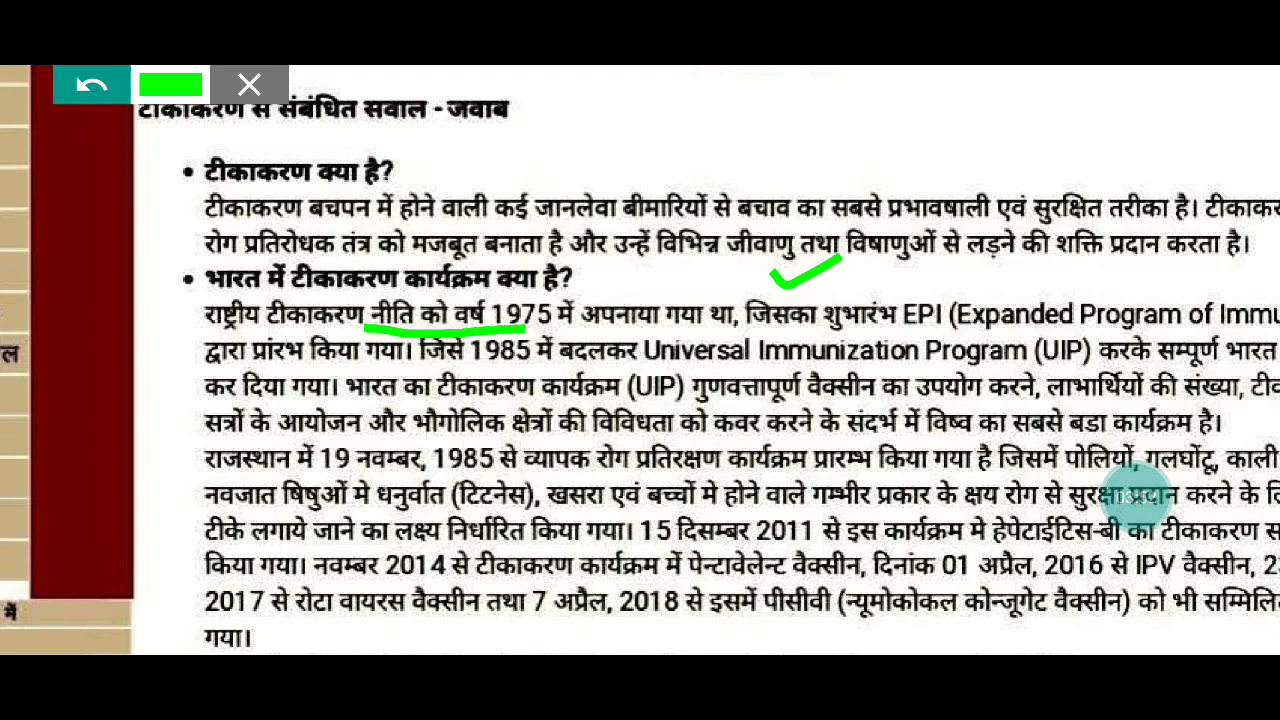 टीकाकरण से संबंधित सवाल - जवाब
• टीकाकरण क्या है?
टीकाकरण बचपन में होने वाली कई जानलेवा बीमारियों से बचाव का सबसे प्रभावषाली एवं सुरक्षित तरीका है। टीकाकर
रोग प्रतिरोधक तंत्र को मजबूत बनाता है और उन्हें विभिन्न जीवाणु तथा विषाणुओं से लड़ने की शक्ति प्रदान करता है।
• भारत में टीकाकरण कार्यक्रम क्या है?
राष्ट्रीय टीकाकरण नीति को वर्ष 1975 में अपनाया गया था, जिसका शुभारंभ EPI (Expanded Program of Immu
द्वारा प्रांरभ किया गया। जिसे 1985 में बदलकर Universal Immunization Program (UIP) करके सम्पूर्ण भारत
ल
कर दिया गया। भारत का टीकाकरण कार्यक्रम (UIP) गुणवत्तापूर्ण वैक्सीन का उपयोग करने, लाभार्थियों की संख्या, टीक
सत्रों के आयोजन और भौगोलिक क्षेत्रों की विविधता को कवर करने के संदर्भ में विष्व का सबसे बडा कार्यक्रम है।
राजस्थान में 19 नवम्बर, 1985 से व्यापक रोग प्रतिरक्षण कार्यक्रम प्रारम्भ किया गया है जिसमें पोलियों, गलघोंटू, काली
नवजात षिषुओं मे धनुर्वात (टिटनेस), खसरा एवं बच्चों मे होने वाले गम्भीर प्रकार के क्षय रोग से सुरक्षा प्रदान करने के लि
03:54
टीके लगाये जाने का लक्ष्य निर्धारित किया गया। 15 दिसम्बर 2011 से इस कार्यक्रम मे हेपेटाईटिस-बी का टीकाकरण स
किया गया। नवम्बर 2014 से टीकाकरण कार्यक्रम में पेन्टावेलेन्ट वैक्सीन, दिनांक 01 अप्रैल, 2016 से IPV वैक्सीन, 2
2017 से रोटा वायरस वैक्सीन तथा 7 अप्रैल, 2018 से इसमें पीसीवी (न्यूमोकोकल कोन्जूगेट वैक्सीन) को भी सम्मिलि
में
गया।